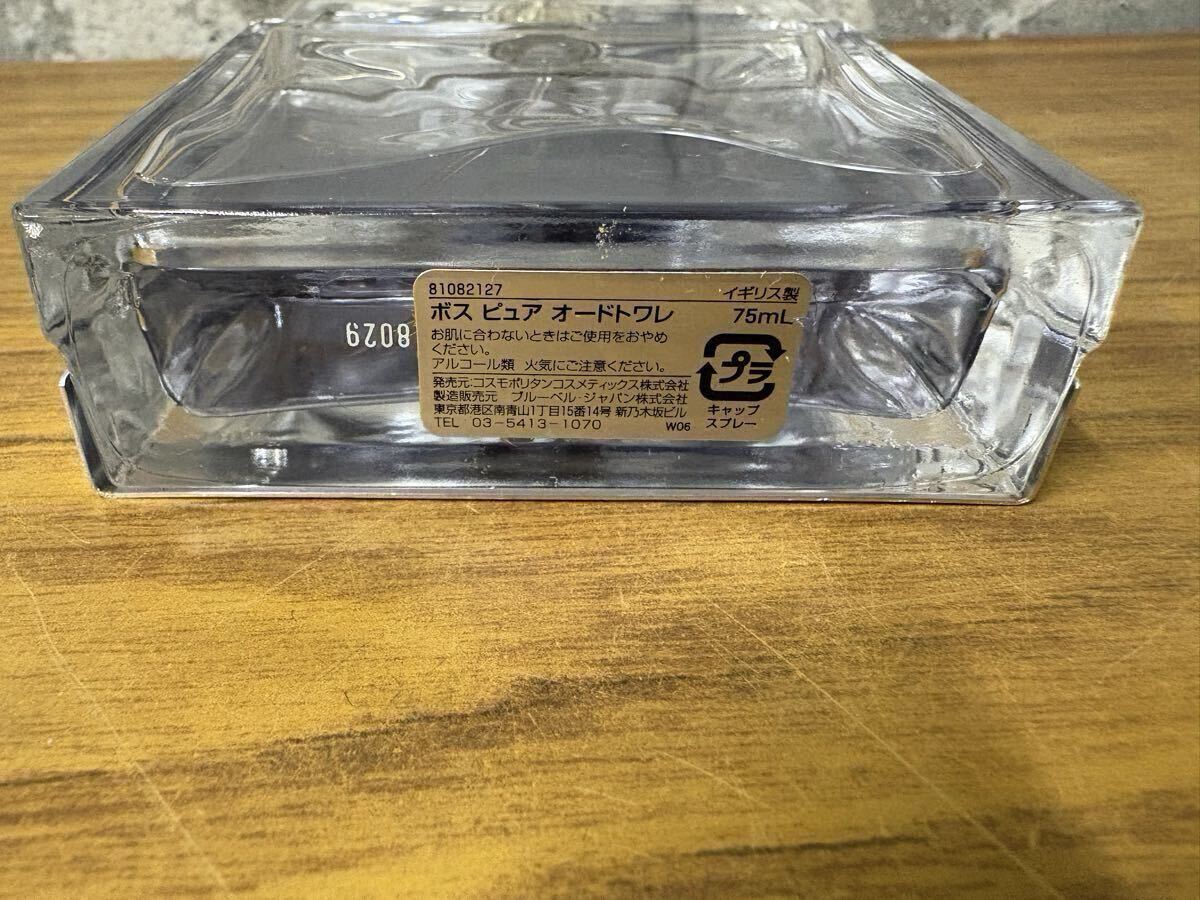 81082127 イギリス製
ボス ピュア オードトワレ 75mL
お肌に合わないときはご使用をおやめ
ください。
アルコール類 火気にご注意ください。
発売元:コスモポリタンコスメティックス株式会社
製造販売元 ブルーベル・ジャパン株式会社
東京都港区南青山1丁目15番14号 新乃木坂ビル
TEL 03-5413-1070 W06
プラ
キャップ
スプレー
8029